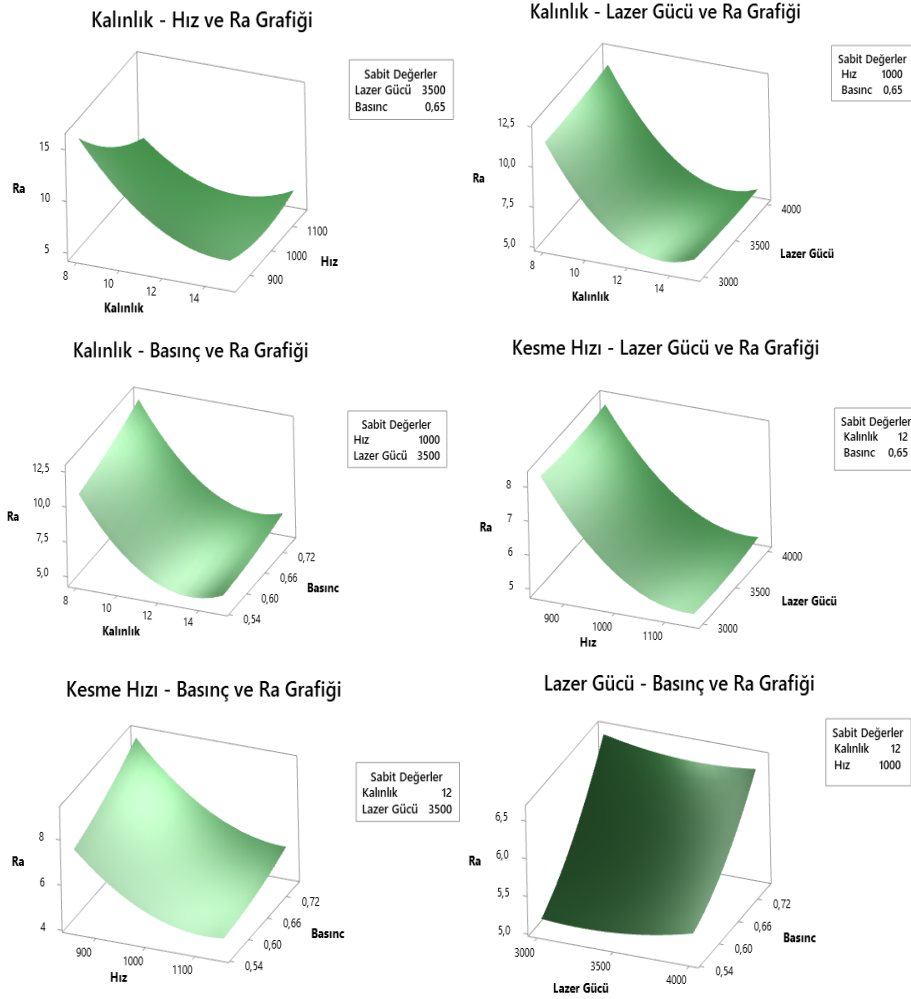 Kalınlık - Hız ve Ra Grafiği
Sabit Değerler
Lazer Gücü 3500
Basınc 0,65
15
10
5
Ra
8
10
12
14
Kalınlık
900
1000
1100
Hız
Kalınlık - Lazer Gücü ve Ra Grafiği
Sabit Değerler
Hız 1000
Basınc 0,65
12,5
10,0
7,5
5,0
Ra
8
10
12
14
Kalınlık
3000
3500
4000
Lazer Gücü
Kalınlık - Basınç ve Ra Grafiği
Sabit Değerler
Hız 1000
Lazer Gücü 3500
12,5
10,0
7,5
5,0
Ra
8
10
12
14
Kalınlık
0,54
0,60
0,66
0,72
Basınc
Kesme Hızı - Lazer Gücü ve Ra Grafiği
Sabit Değerler
Kalınlık 12
Basınc 0,65
8
7
6
5
Ra
900
1000
1100
Hız
3000
3500
4000
Lazer Gücü
Kesme Hızı - Basınç ve Ra Grafiği
Sabit Değerler
Kalınlık 12
Lazer Gücü 3500
8
6
4
Ra
900
1000
1100
Hız
0,54
0,60
0,66
0,72
Basınc
Lazer Gücü - Basınç ve Ra Grafiği
Sabit Değerler
Kalınlık 12
Hız 1000
6,5
6,0
5,5
5,0
Ra
3000
3500
4000
Lazer Gücü
0,54
0,60
0,66
0,72
Basınc